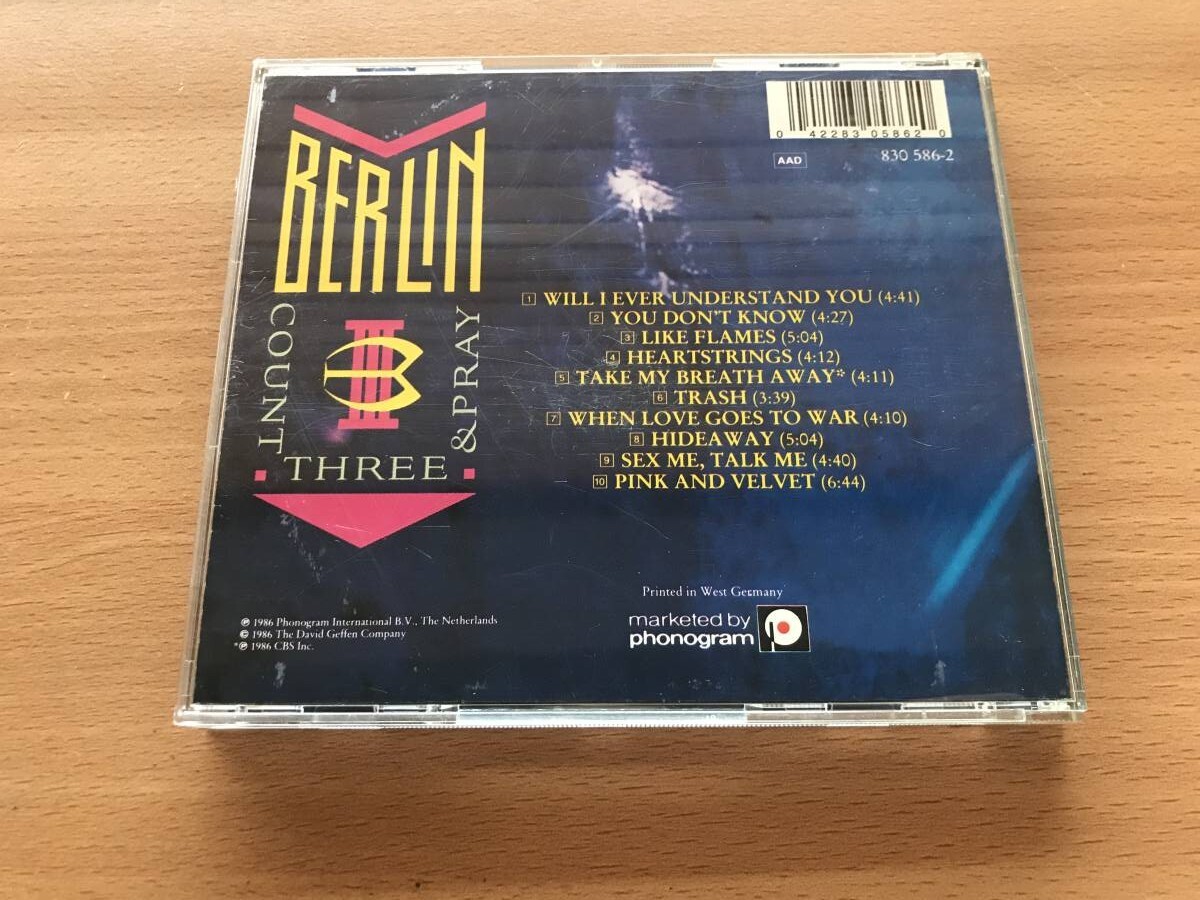 BERLIN
COUNT
THREE
& PRAY
III
0 42283 05862 0
AAD
830 586-2
1 WILL I EVER UNDERSTAND YOU (4:41)
2 YOU DON'T KNOW (4:27)
3 LIKE FLAMES (5:04)
4 HEARTSTRINGS (4:12)
5 TAKE MY BREATH AWAY* (4:11)
6 TRASH (3:39)
7 WHEN LOVE GOES TO WAR (4:10)
8 HIDEAWAY (5:04)
9 SEX ME, TALK ME (4:40)
10 PINK AND VELVET (6:44)
Printed in West Germany
marketed by
phonogram
℗ 1986 Phonogram International B.V., The Netherlands
© 1986 The David Geffen Company
*℗ 1986 CBS Inc.